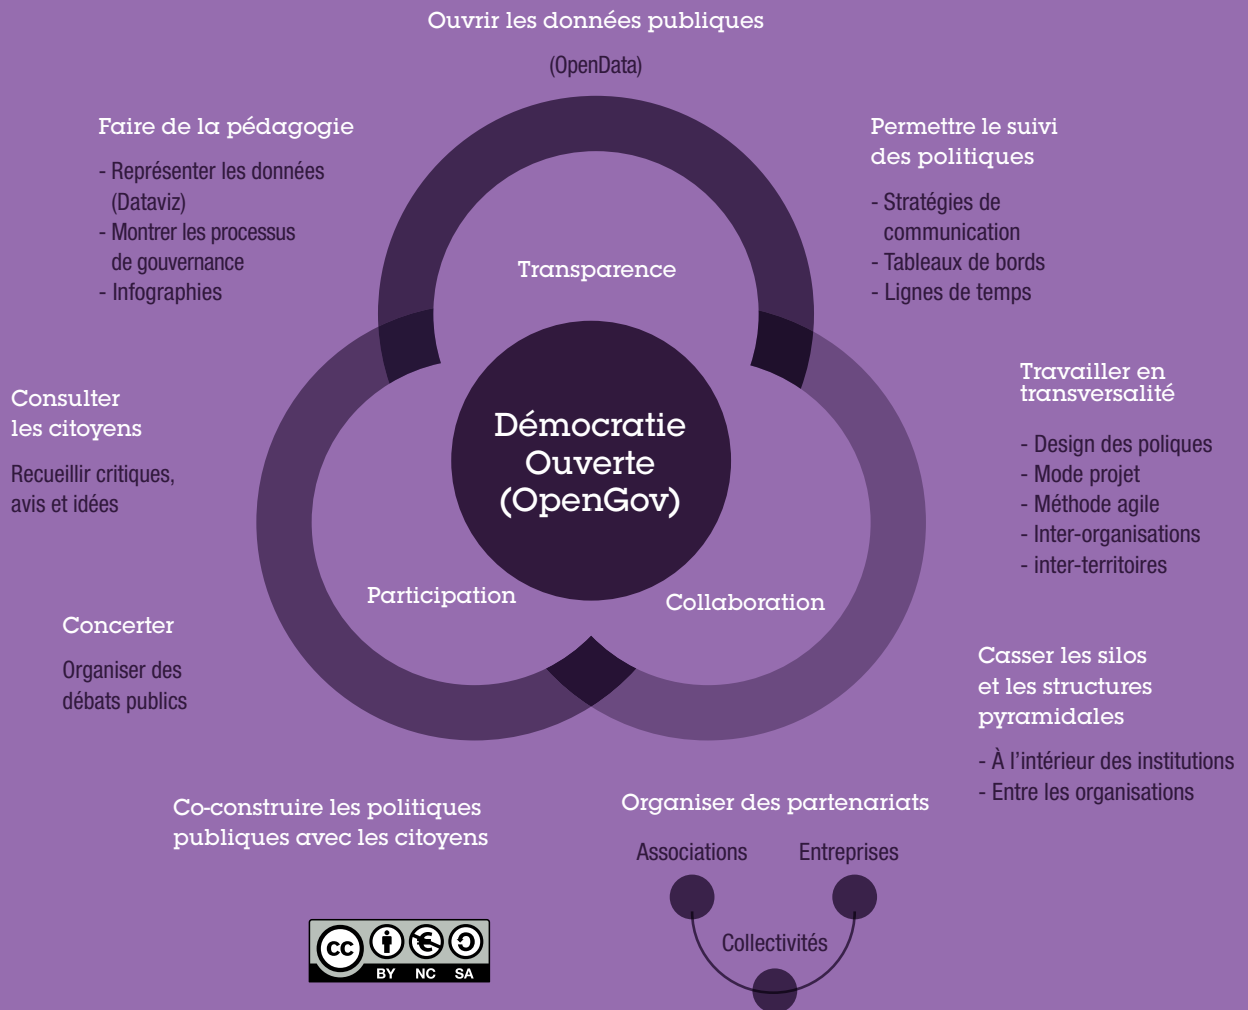 Ouvrir les données publiques
(OpenData)
Faire de la pédagogie
- Représenter les données
(Dataviz)
- Montrer les processus
de gouvernance
- Infographies
Permettre le suivi
des politiques
- Stratégies de
communication
- Tableaux de bords
- Lignes de temps
Transparence
Travailler en
transversalité
- Design des poliques
- Mode projet
- Méthode agile
- Inter-organisations
- inter-territoires
Consulter
les citoyens
Recueillir critiques,
avis et idées
Démocratie
Ouverte
(OpenGov)
Participation
Collaboration
Concerter
Organiser des
débats publics
Casser les silos
et les structures
pyramidales
- À l’intérieur des institutions
- Entre les organisations
Co-construire les politiques
publiques avec les citoyens
Organiser des partenariats
Associations
Entreprises
Collectivités
cc
BY NC SA